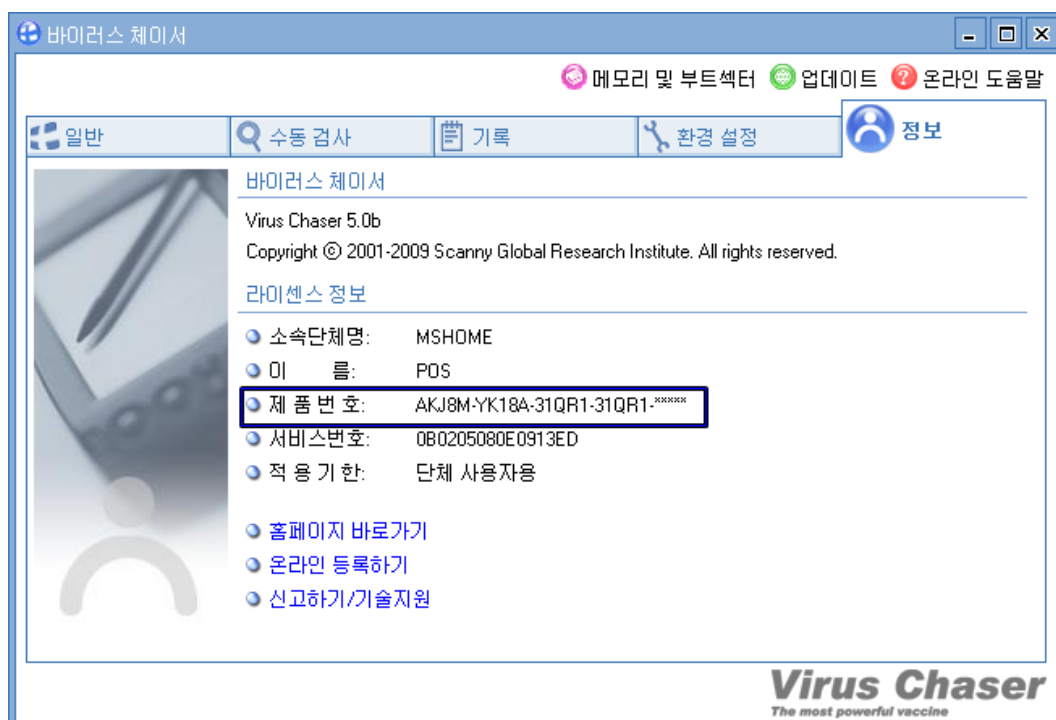 바이러스 체이서
메모리 및 부트섹터 업데이트 온라인 도움말
일반 수동 검사 기록 환경 설정 정보
바이러스 체이서
Virus Chaser 5.0b
Copyright ⓒ 2001-2009 Scanny Global Research Institute. All rights reserved.
라이센스 정보
소속단체명: MSHOME
이 름: POS
제 품 번 호: AKJ8M-YK18A-31QR1-31QR1-*****
서비스번호: 0B0205080E0913ED
적 용 기 한: 단체 사용자용
홈페이지 바로가기
온라인 등록하기
신고하기/기술지원
Virus Chaser
The most powerful vaccine